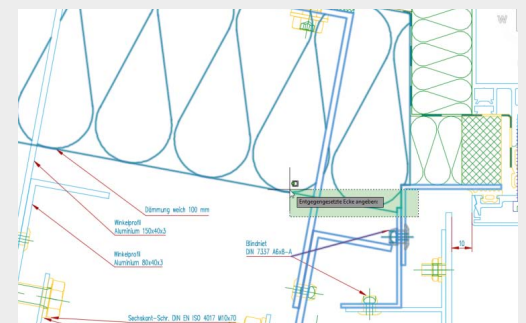 Entgegengesetzte Ecke angeben:
Dämmung weich 100 mm
Winkelprofil
Aluminium 150x40x3
Winkelprofil
Aluminium 80x40x3
Blindniet
DIN 7337 A6x8-A
10
Sechskant-Schr. DIN EN ISO 4017 M10x70
W